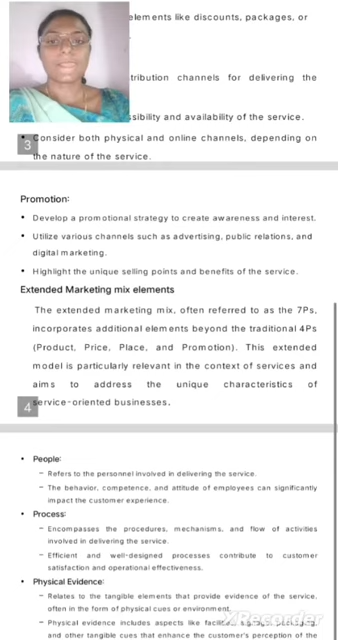 elements like discounts, packages, or
tribution channels for delivering the
ssibility and availability of the service.
• Consider both physical and online channels, depending on
3
the nature of the service.
Promotion:
• Develop a promotional strategy to create awareness and interest.
• Utilize various channels such as advertising, public relations, and
digital marketing.
• Highlight the unique selling points and benefits of the service.
Extended Marketing mix elements
The extended marketing mix, often referred to as the 7Ps,
incorporates additional elements beyond the traditional 4Ps
(Product, Price, Place, and Promotion). This extended
model is particularly relevant in the context of services and
aims to address the unique characteristics of
service-oriented businesses.
4
• People:
– Refers to the personnel involved in delivering the service.
– The behavior, competence, and attitude of employees can significantly
impact the customer experience.
• Process:
– Encompasses the procedures, mechanisms, and flow of activities
involved in delivering the service.
– Efficient and well-designed processes contribute to customer
satisfaction and operational effectiveness.
• Physical Evidence:
– Relates to the tangible elements that provide evidence of the service,
often in the form of physical cues or environment.
– Physical evidence includes aspects like facilities, signage, packaging,
and other tangible cues that enhance the customer's perception of the
XRecorder